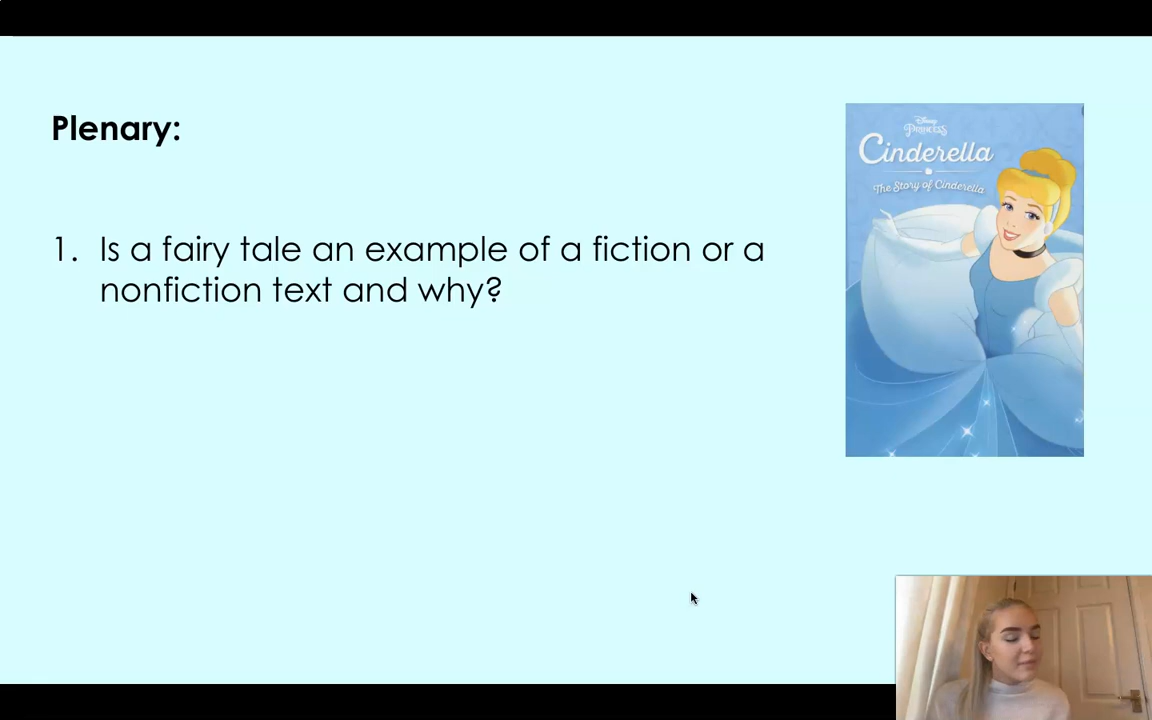 Plenary:
1. Is a fairy tale an example of a fiction or a
nonfiction text and why?
Disney
PRINCESS
Cinderella
The Story of Cinderella